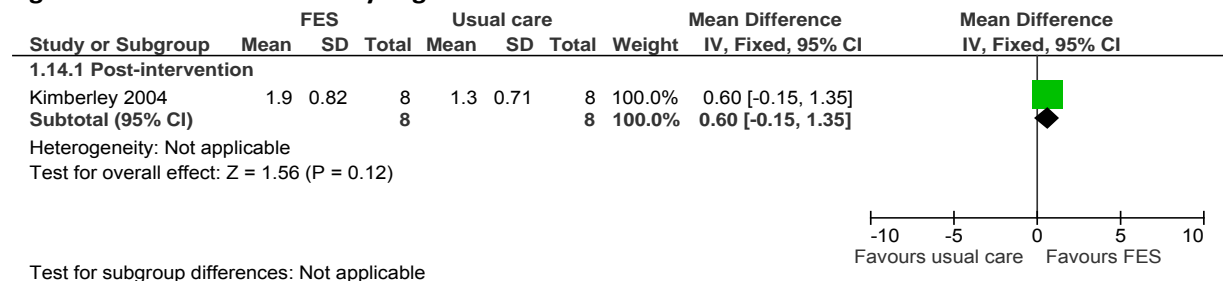 FES Usual care Mean Difference Mean Difference
Study or Subgroup Mean SD Total Mean SD Total Weight IV, Fixed, 95% CI IV, Fixed, 95% CI
1.14.1 Post-intervention
Kimberley 2004 1.9 0.82 8 1.3 0.71 8 100.0% 0.60 [-0.15, 1.35]
Subtotal (95% CI) 8 8 100.0% 0.60 [-0.15, 1.35]
Heterogeneity: Not applicable
Test for overall effect: Z = 1.56 (P = 0.12)
-10 -5 0 5 10
Favours usual care Favours FES
Test for subgroup differences: Not applicable